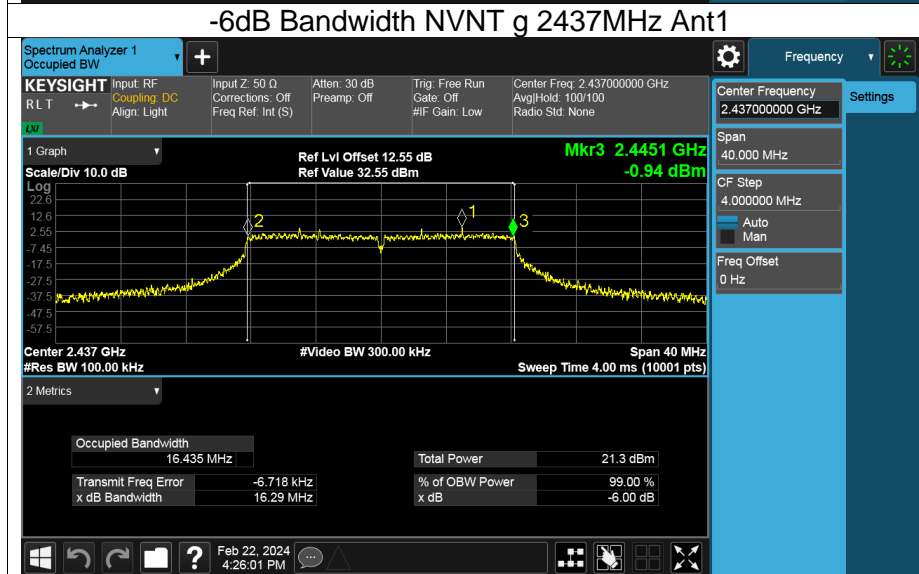 -6dB Bandwidth NVNT g 2437MHz Ant1
Spectrum Analyzer 1
Occupied BW
+
Frequency
KEYSIGHT
RLT
LXI
Input: RF
Coupling: DC
Align: Light
Input Z: 50 Ω
Corrections: Off
Freq Ref: Int (S)
Atten: 30 dB
Preamp: Off
Trig: Free Run
Gate: Off
#IF Gain: Low
Center Freq: 2.437000000 GHz
Avg|Hold: 100/100
Radio Std: None
Center Frequency
2.437000000 GHz
Settings
Span
40.000 MHz
CF Step
4.000000 MHz
Auto
Man
Freq Offset
0 Hz
1 Graph
Scale/Div 10.0 dB
Ref Lvl Offset 12.55 dB
Ref Value 32.55 dBm
Mkr3 2.4451 GHz
-0.94 dBm
Log
22.6
12.6
2.55
-7.45
-17.5
-27.5
-37.5
-47.5
-57.5
2
1
3
Center 2.437 GHz
#Video BW 300.00 kHz
Span 40 MHz
#Res BW 100.00 kHz
Sweep Time 4.00 ms (10001 pts)
2 Metrics
Occupied Bandwidth
16.435 MHz
Total Power 21.3 dBm
Transmit Freq Error -6.718 kHz
% of OBW Power 99.00 %
x dB Bandwidth 16.29 MHz
x dB -6.00 dB
?
Feb 22, 2024
4:26:01 PM